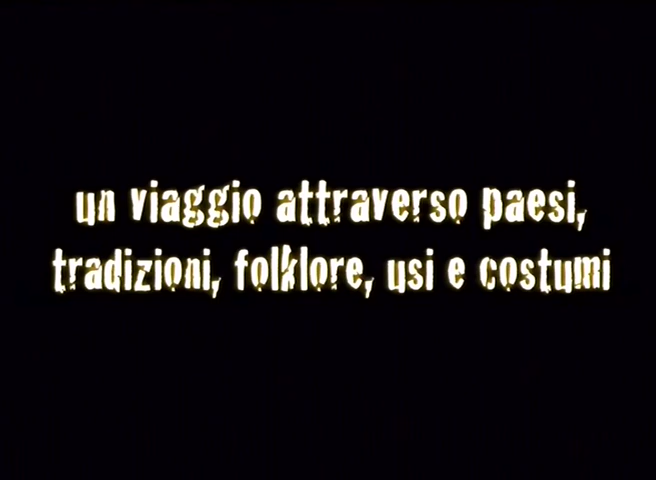 un viaggio attraverso paesi,
tradizioni, folklore, usi e costumi